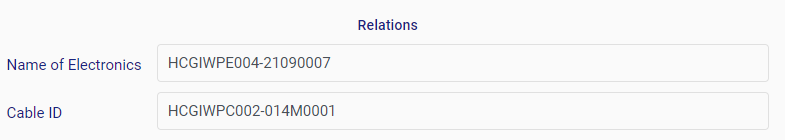 Relations
Name of Electronics HCGIWPE004-21090007
Cable ID HCGIWPC002-014M0001